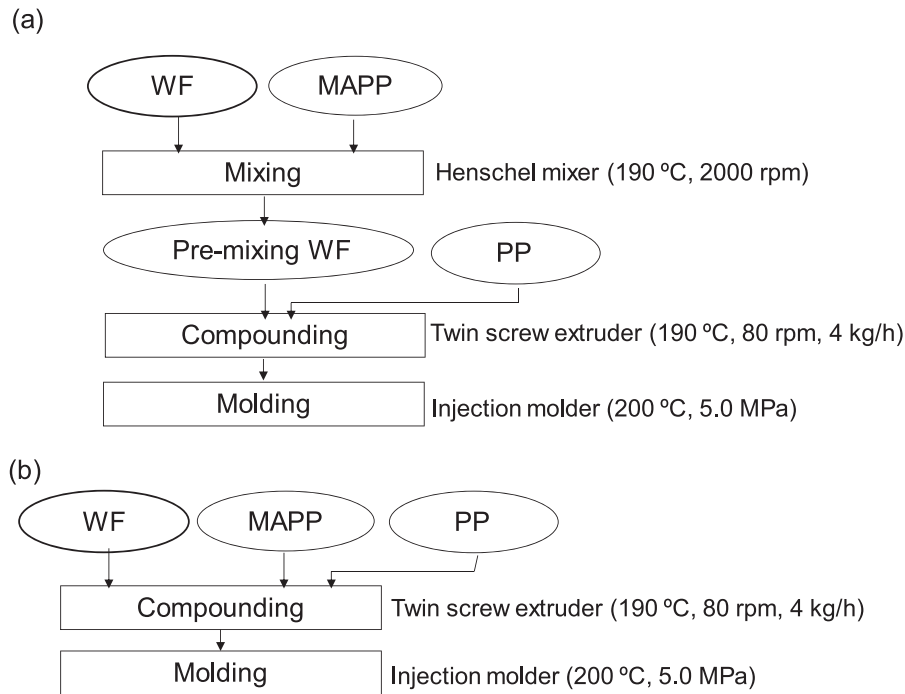 (a)
WF
MAPP
Mixing
Henschel mixer (190 ºC, 2000 rpm)
Pre-mixing WF
PP
Compounding
Twin screw extruder (190 ºC, 80 rpm, 4 kg/h)
Molding
Injection molder (200 ºC, 5.0 MPa)
(b)
WF
MAPP
PP
Compounding
Twin screw extruder (190 ºC, 80 rpm, 4 kg/h)
Molding
Injection molder (200 ºC, 5.0 MPa)